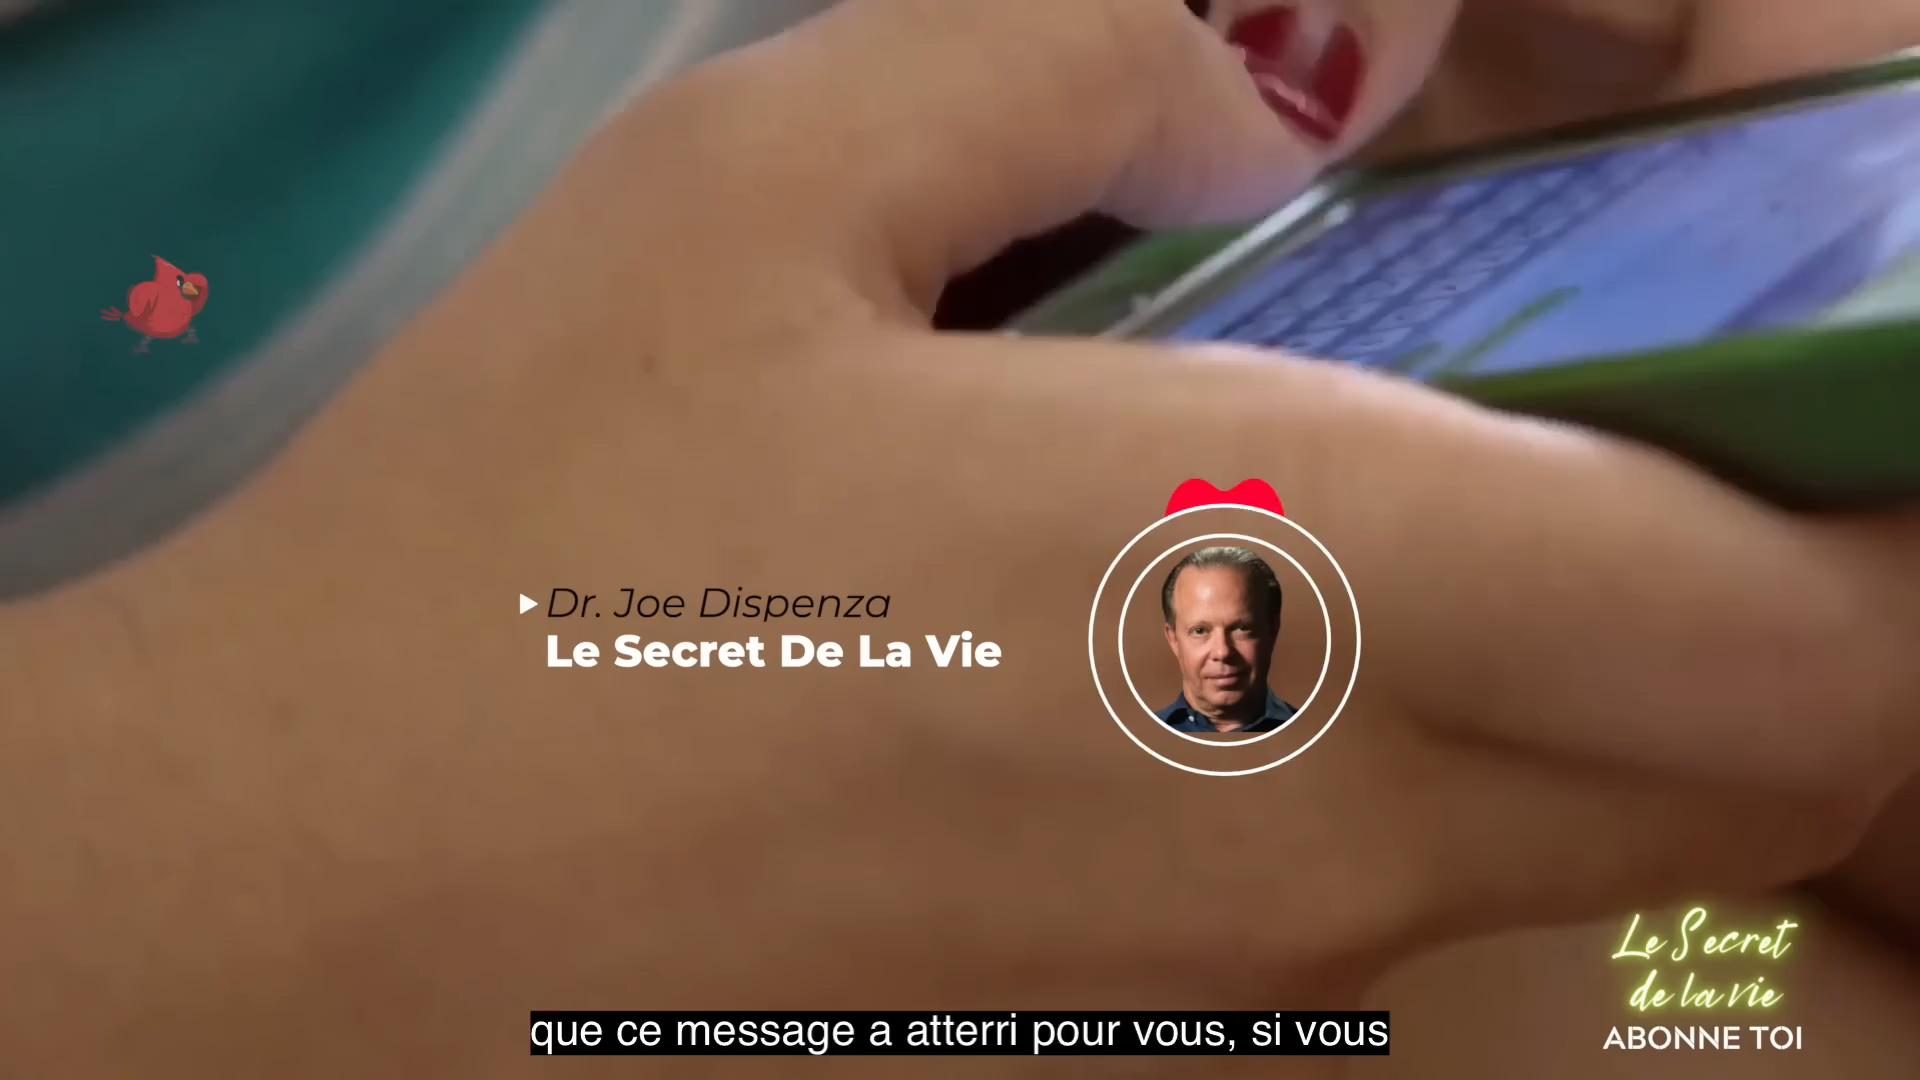 Dr. Joe Dispenza
Le Secret De La Vie
Le Secret
de la vie
ABONNE TOI
que ce message a atterri pour vous, si vous